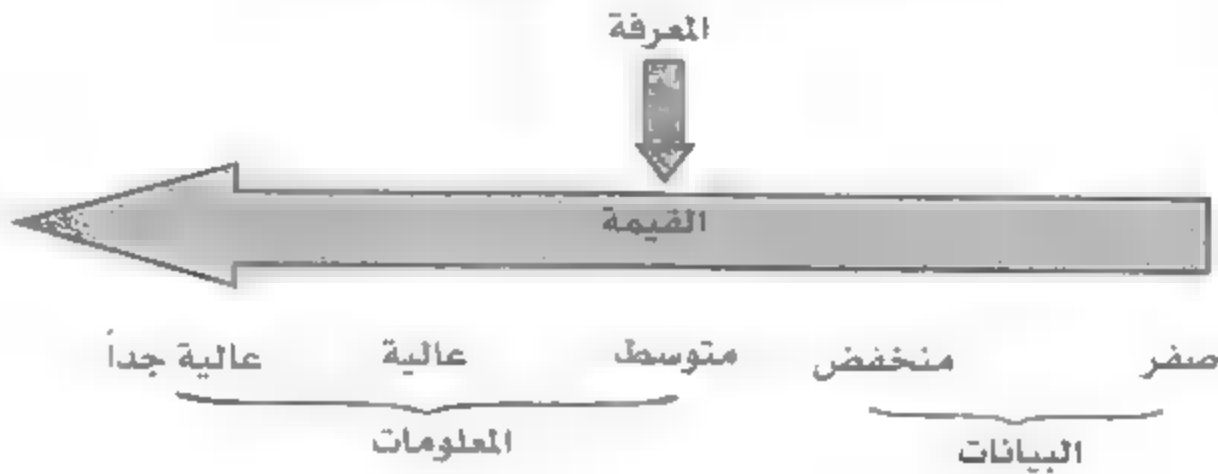 المعرفة
القيمة
صفر منخفض متوسط عالية عالية جداً
البيانات المعلومات